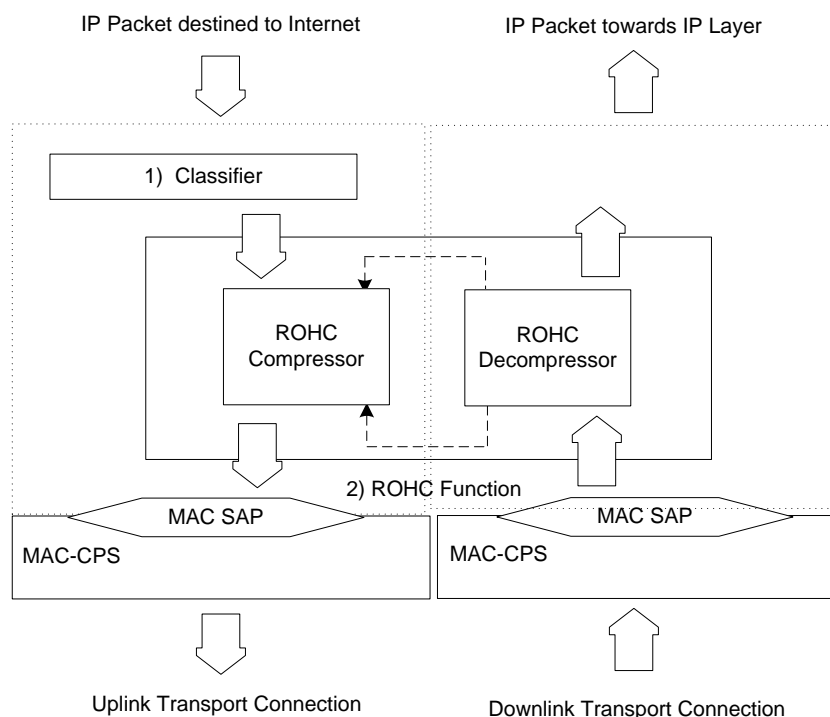 IP Packet destined to Internet
IP Packet towards IP Layer
1) Classifier
ROHC
Compressor
ROHC
Decompressor
2) ROHC Function
MAC SAP
MAC SAP
MAC-CPS
MAC-CPS
Uplink Transport Connection
Downlink Transport Connection